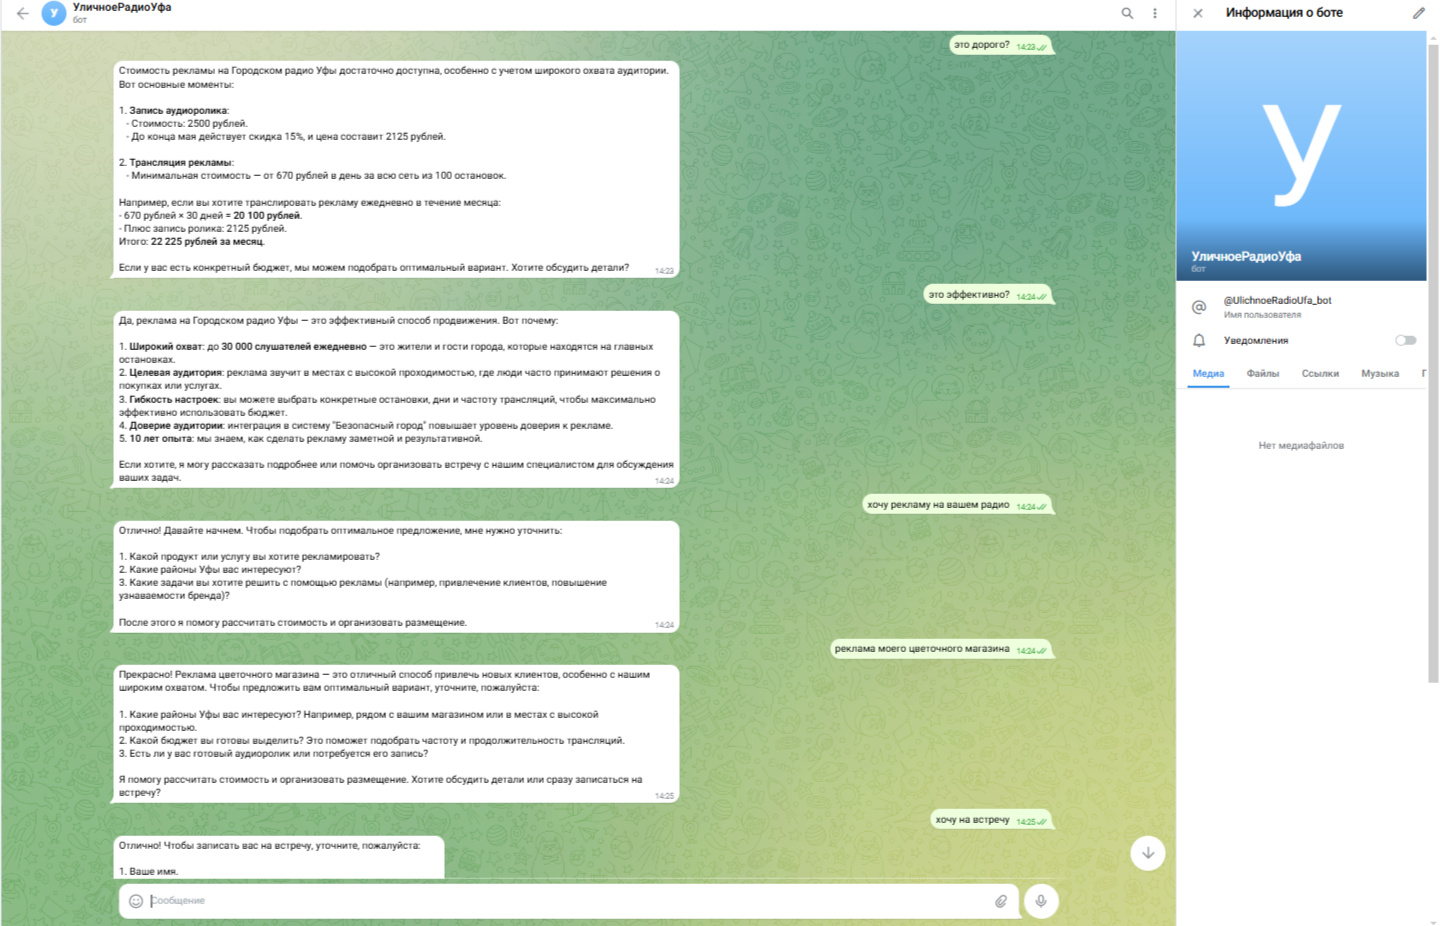 УличноеРадиоУфа
бот
это дорого? 14:23
Стоимость рекламы на Городском радио Уфы достаточно доступна, особенно с учетом широкого охвата аудитории.
Вот основные моменты:
1. Запись аудиоролика:
- Стоимость: 2500 рублей.
- До конца мая действует скидка 15%, и цена составит 2125 рублей.
2. Трансляция рекламы:
- Минимальная стоимость — от 670 рублей в день за всю сеть из 100 остановок.
Например, если вы хотите транслировать рекламу ежедневно в течение месяца:
- 670 рублей × 30 дней = 20 100 рублей.
- Плюс запись ролика: 2125 рублей.
Итого: 22 225 рублей за месяц.
Если у вас есть конкретный бюджет, мы можем подобрать оптимальный вариант. Хотите обсудить детали? 14:23
это эффективно? 14:24
Да, реклама на Городском радио Уфы — это эффективный способ продвижения. Вот почему:
1. Широкий охват: до 30 000 слушателей ежедневно — это жители и гости города, которые находятся на главных
остановках.
2. Целевая аудитория: реклама звучит в местах с высокой проходимостью, где люди часто принимают решения о
покупках или услугах.
3. Гибкость настроек: вы можете выбрать конкретные остановки, дни и частоту трансляций, чтобы максимально
эффективно использовать бюджет.
4. Доверие аудитории: интеграция в систему "Безопасный город" повышает уровень доверия к рекламе.
5. 10 лет опыта: мы знаем, как сделать рекламу заметной и результативной.
Если хотите, я могу рассказать подробнее или помочь организовать встречу с нашим специалистом для обсуждения
ваших задач. 14:24
хочу рекламу на вашем радио 14:24
Отлично! Давайте начнем. Чтобы подобрать оптимальное предложение, мне нужно уточнить:
1. Какой продукт или услугу вы хотите рекламировать?
2. Какие районы Уфы вас интересуют?
3. Какие задачи вы хотите решить с помощью рекламы (например, привлечение клиентов, повышение
узнаваемости бренда)?
После этого я помогу рассчитать стоимость и организовать размещение. 14:24
реклама моего цветочного магазина 14:24
Прекрасно! Реклама цветочного магазина — это отличный способ привлечь новых клиентов, особенно с нашим
широким охватом. Чтобы предложить вам оптимальный вариант, уточните, пожалуйста:
1. Какие районы Уфы вас интересуют? Например, рядом с вашим магазином или в местах с высокой
проходимостью.
2. Какой бюджет вы готовы выделить? Это поможет подобрать частоту и продолжительность трансляций.
3. Есть ли у вас готовый аудиоролик или потребуется его запись?
Я помогу рассчитать стоимость и организовать размещение. Хотите обсудить детали или сразу записаться на
встречу? 14:25
хочу на встречу 14:25
Отлично! Чтобы записать вас на встречу, уточните, пожалуйста:
1. Ваше имя.
Сообщение
Информация о боте
У
УличноеРадиоУфа
бот
@UlichnoeRadioUfa_bot
Имя пользователя
Уведомления
Медиа Файлы Ссылки Музыка Г
Нет медиафайлов